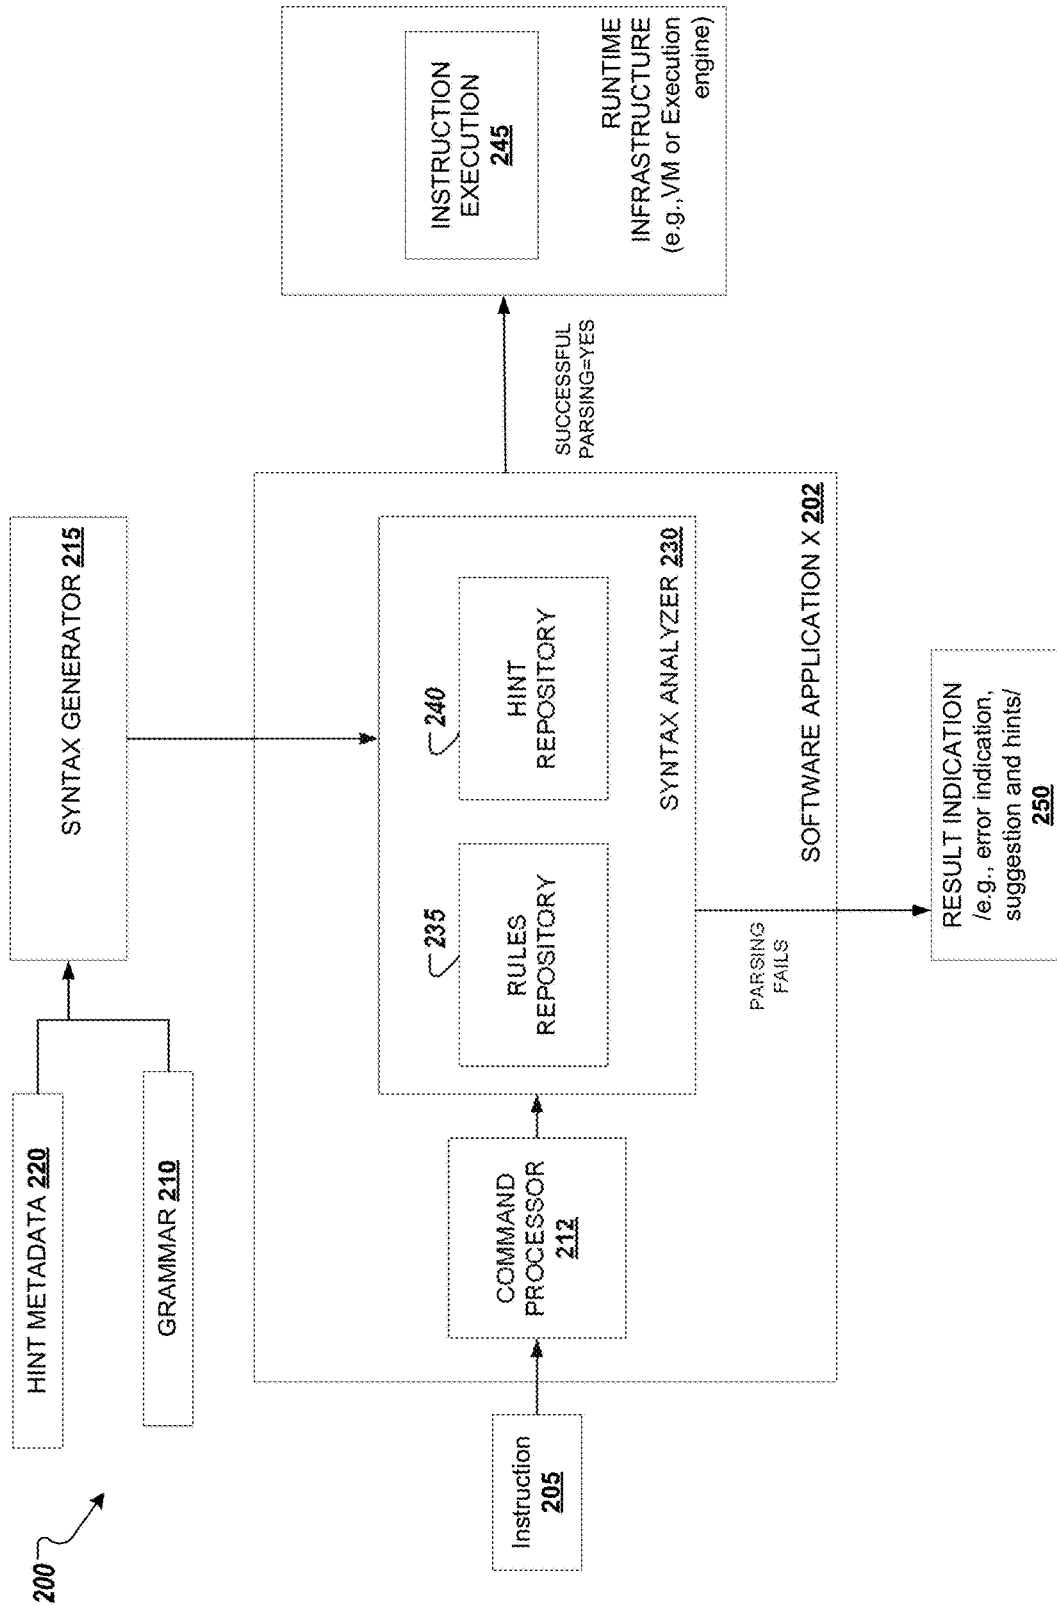 200
HINT METADATA 220
GRAMMAR 210
SYNTAX GENERATOR 215
Instruction
205
COMMAND
PROCESSOR
212
235
RULES
REPOSITORY
240
HINT
REPOSITORY
SYNTAX ANALYZER 230
SOFTWARE APPLICATION X 202
PARSING
FAILS
RESULT INDICATION
/e.g., error indication,
suggestion and hints/
250
SUCCESSFUL
PARSING=YES
INSTRUCTION
EXECUTION
245
RUNTIME
INFRASTRUCTURE
(e.g.,VM or Execution
engine)